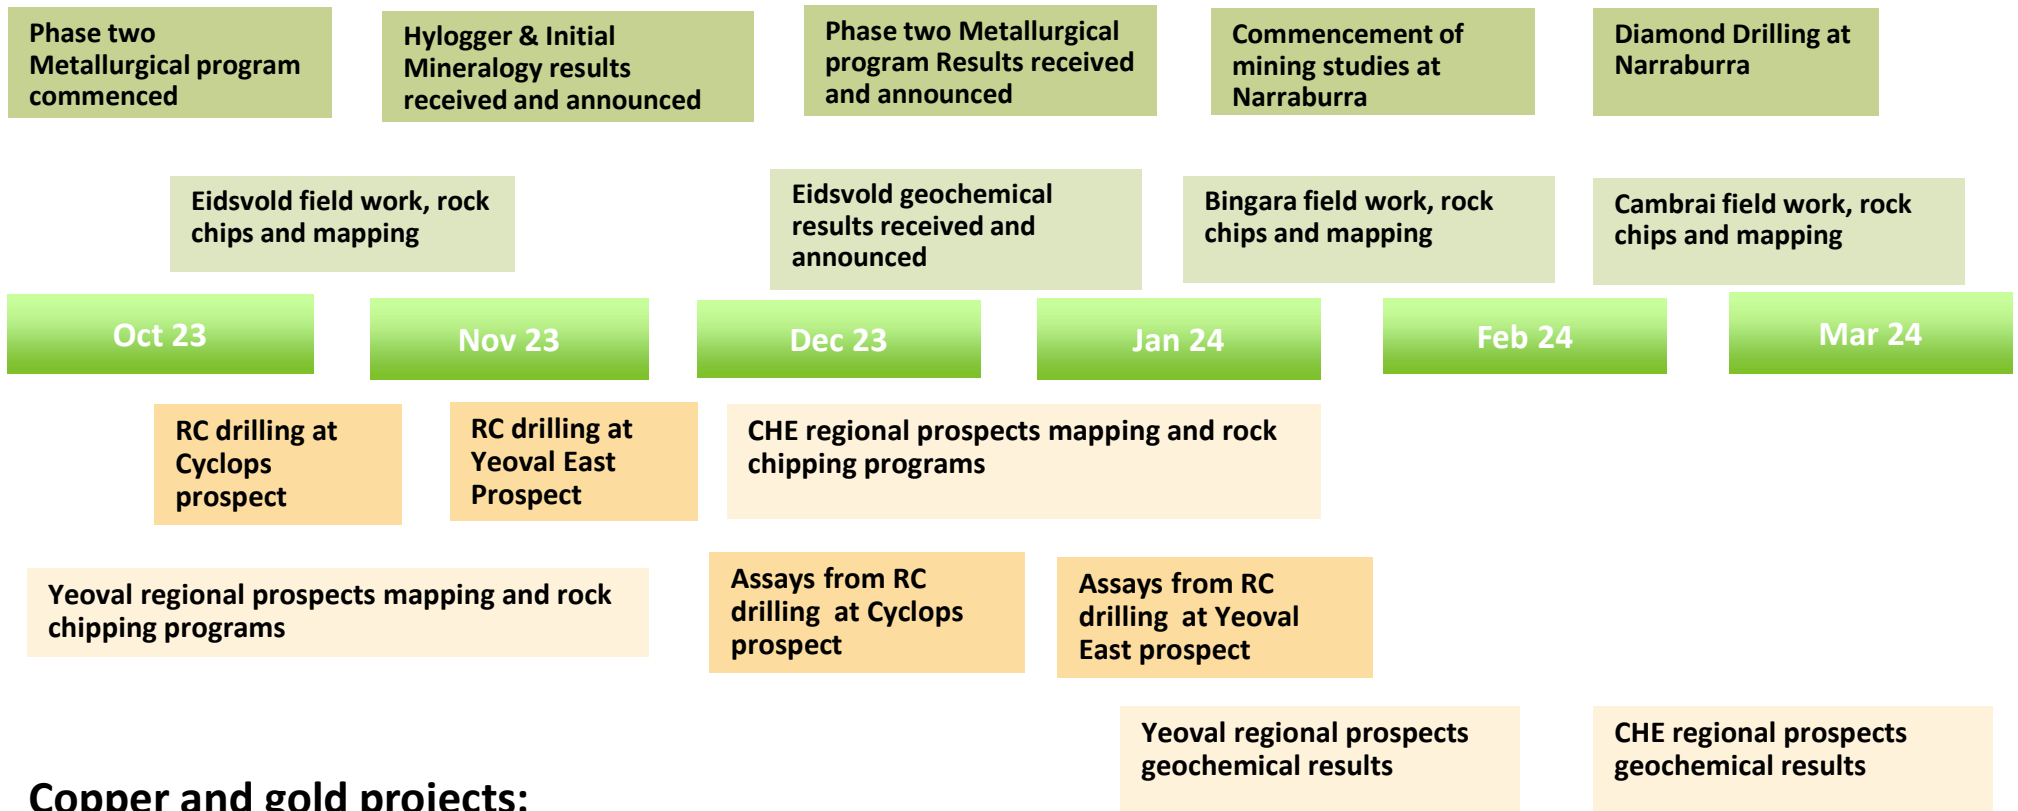 Phase two
Metallurgical program
commenced
Hylogger & Initial
Mineralogy results
received and announced
Phase two Metallurgical
program Results received
and announced
Commencement of
mining studies at
Narraburra
Diamond Drilling at
Narraburra
Eidsvold field work, rock
chips and mapping
Eidsvold geochemical
results received and
announced
Bingara field work, rock
chips and mapping
Cambrai field work, rock
chips and mapping
Oct 23
Nov 23
Dec 23
Jan 24
Feb 24
Mar 24
RC drilling at
Cyclops
prospect
RC drilling at
Yeoval East
Prospect
CHE regional prospects mapping and rock
chipping programs
Yeoval regional prospects mapping and rock
chipping programs
Assays from RC
drilling at Cyclops
prospect
Assays from RC
drilling at Yeoval
East prospect
Yeoval regional prospects
geochemical results
CHE regional prospects
geochemical results
Copper and gold projects: